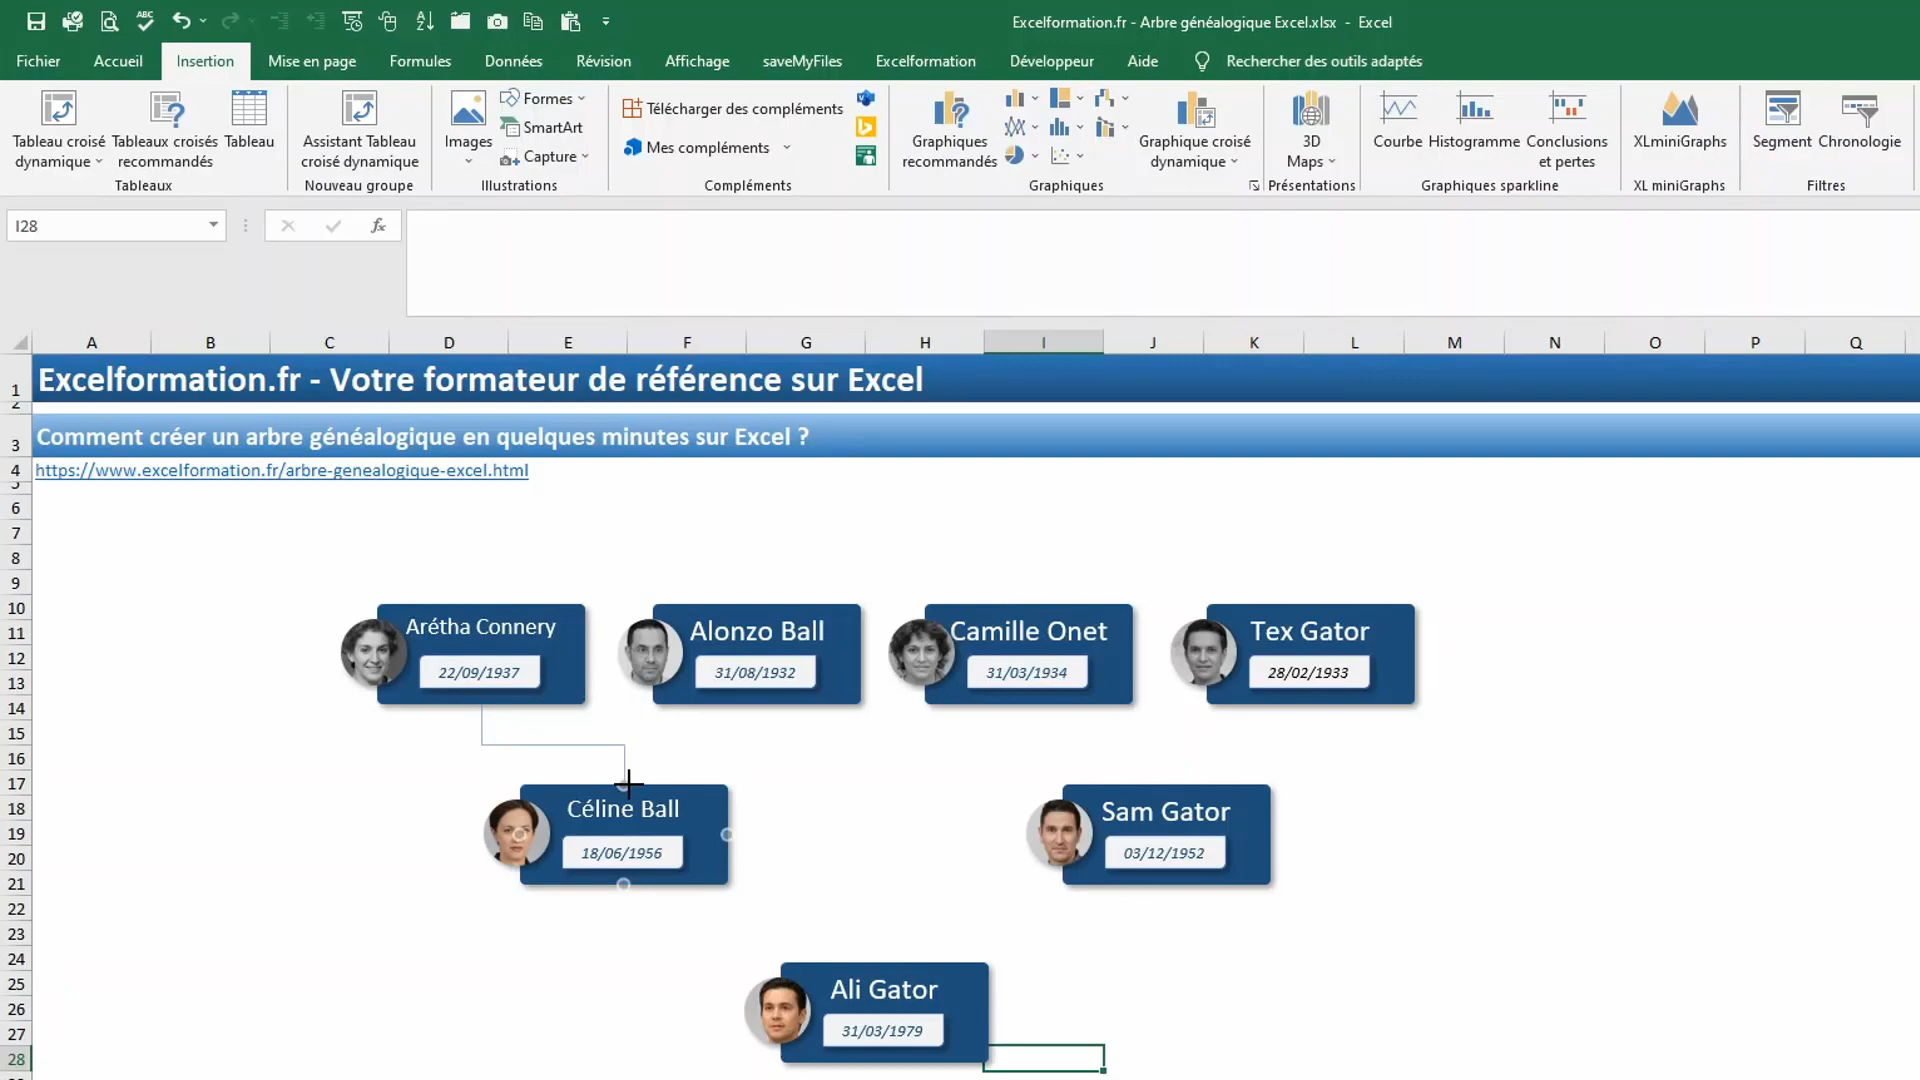 Excelformation.fr - Arbre généalogique Excel.xlsx - Excel
Fichier Accueil Insertion Mise en page Formules Données Révision Affichage saveMyFiles Excelformation Développeur Aide Rechercher des outils adaptés
Tableau croisé dynamique
Tableaux croisés recommandés
Tableau
Tableaux
Assistant Tableau croisé dynamique
Nouveau groupe
Images
Formes
SmartArt
Capture
Illustrations
Télécharger des compléments
Mes compléments
Compléments
Graphiques recommandés
Graphique croisé dynamique
Graphiques
3D Maps
Présentations
Courbe Histogramme Conclusions et pertes
Graphiques sparkline
XLminiGraphs
XL miniGraphs
Segment Chronologie
Filtres
I28
fx
A B C D E F G H I J K L M N O P Q
1 Excelformation.fr - Votre formateur de référence sur Excel
2
3 Comment créer un arbre généalogique en quelques minutes sur Excel ?
4 https://www.excelformation.fr/arbre-genealogique-excel.html
5
6
7
8
9
10
11
12
13
14
15
16
17
18
19
20
21
22
23
24
25
26
27
28
Arétha Connery
22/09/1937
Alonzo Ball
31/08/1932
Camille Onet
31/03/1934
Tex Gator
28/02/1933
Céline Ball
18/06/1956
Sam Gator
03/12/1952
Ali Gator
31/03/1979